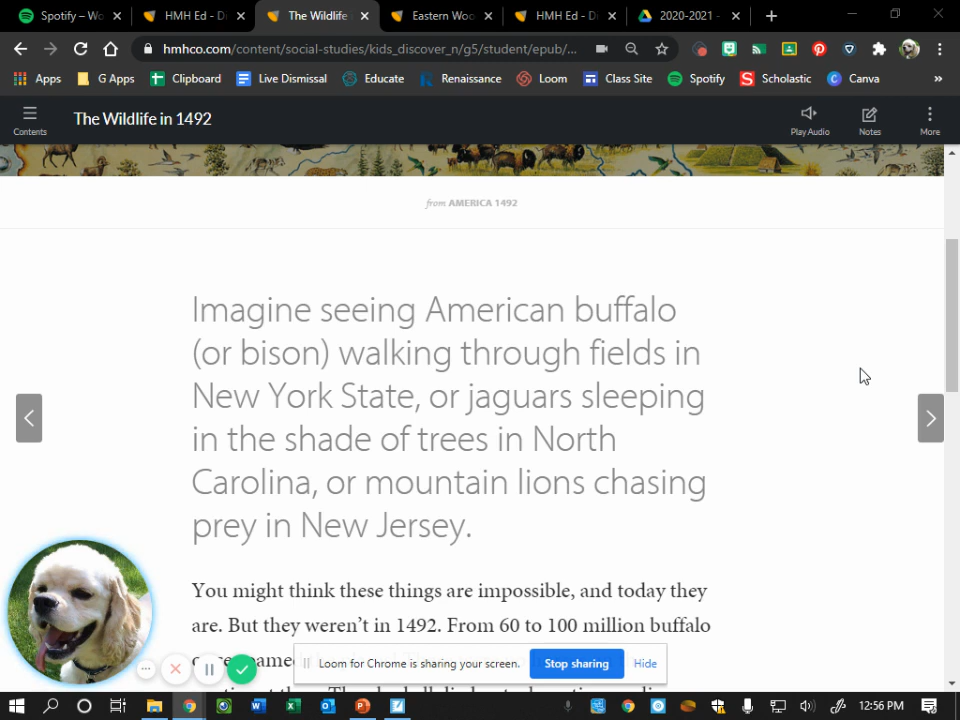 Spotify – Wo
HMH Ed - Di
The Wildlife
Eastern Woo
HMH Ed - Di
2020-2021 -
hmhco.com/content/social-studies/kids_discover_n/g5/student/epub/...
Apps
G Apps
Clipboard
Live Dismissal
Educate
Renaissance
Loom
Class Site
Spotify
Scholastic
Canva
»
Contents
The Wildlife in 1492
Play Audio
Notes
More
from AMERICA 1492
Imagine seeing American buffalo
(or bison) walking through fields in
New York State, or jaguars sleeping
in the shade of trees in North
Carolina, or mountain lions chasing
prey in New Jersey.
You might think these things are impossible, and today they
are. But they weren't in 1492. From 60 to 100 million buffalo
Loom for Chrome is sharing your screen.
Stop sharing
Hide
12:56 PM